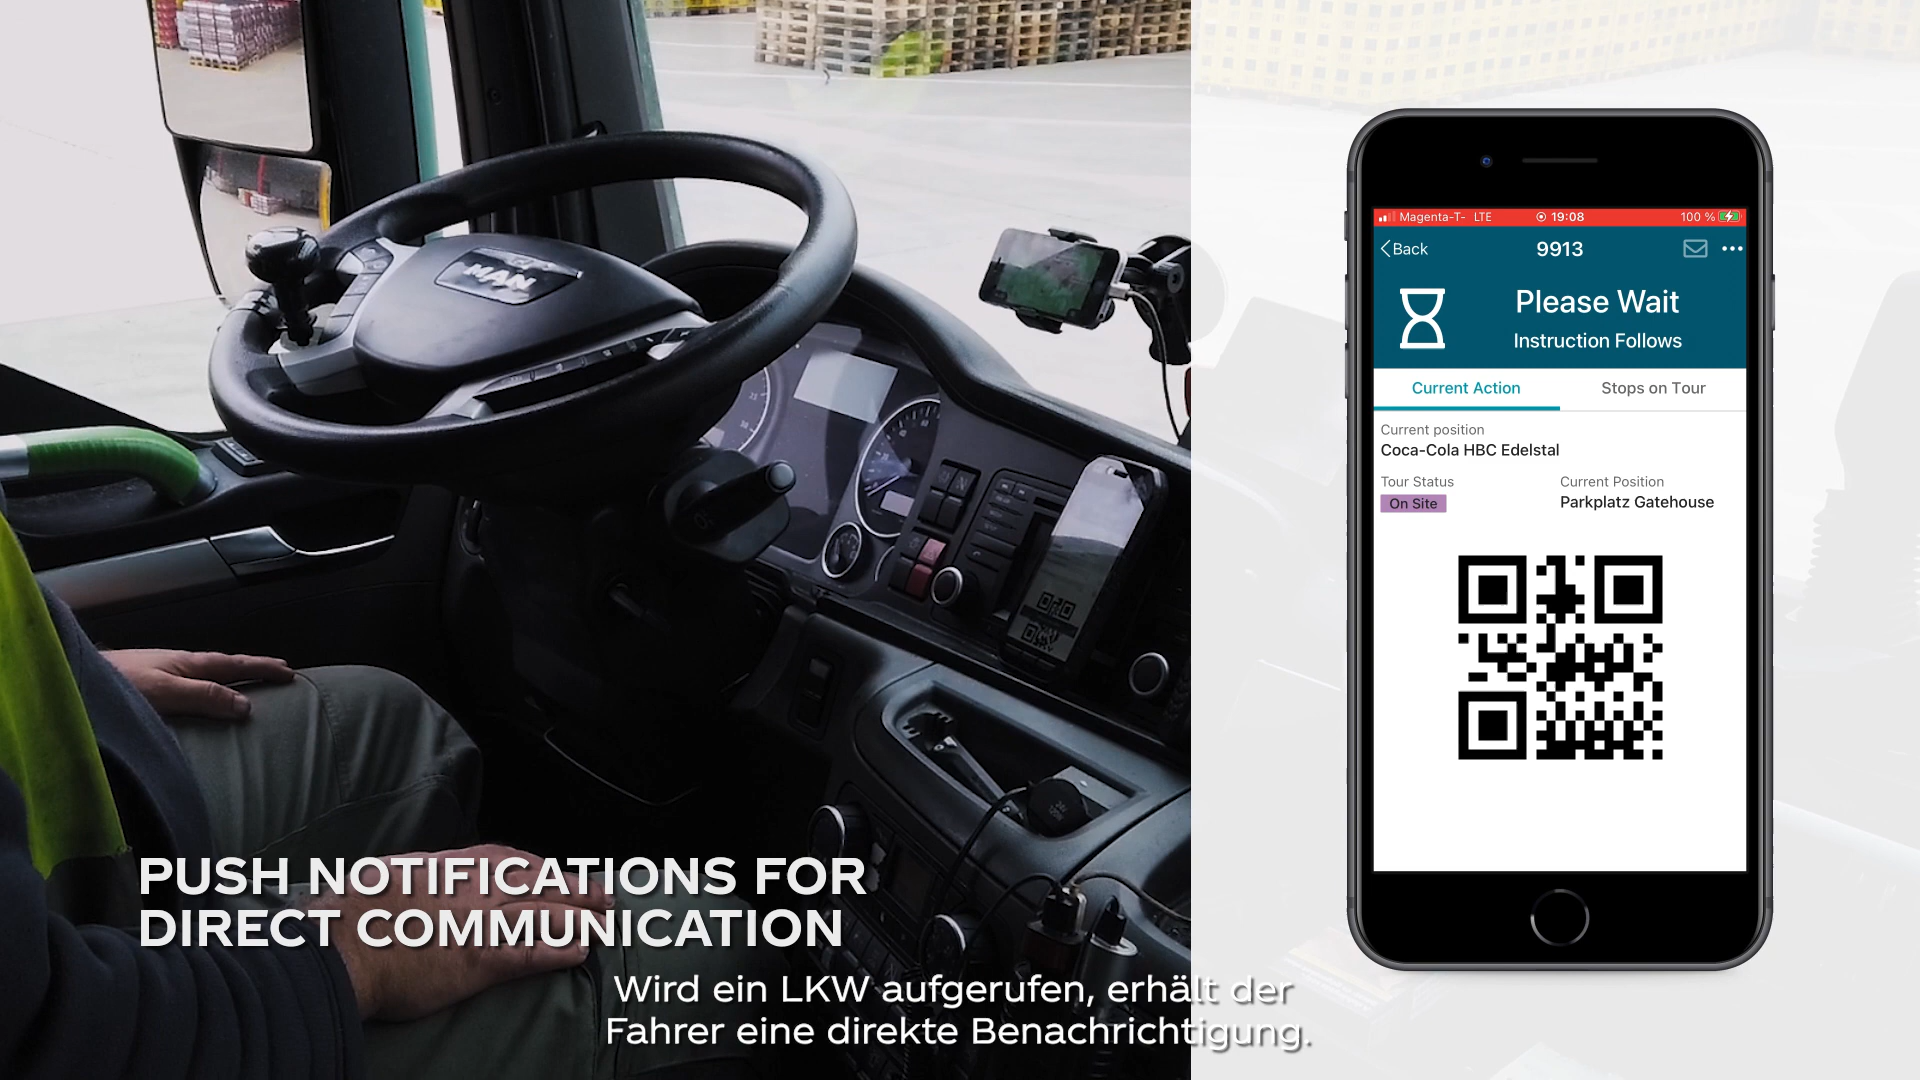 MAN
Magenta-T- LTE 19:08 100 %
Back 9913
Please Wait
Instruction Follows
Current Action Stops on Tour
Current position
Coca-Cola HBC Edelstal
Tour Status Current Position
On Site Parkplatz Gatehouse
PUSH NOTIFICATIONS FOR
DIRECT COMMUNICATION
Wird ein LKW aufgerufen, erhält der
Fahrer eine direkte Benachrichtigung.